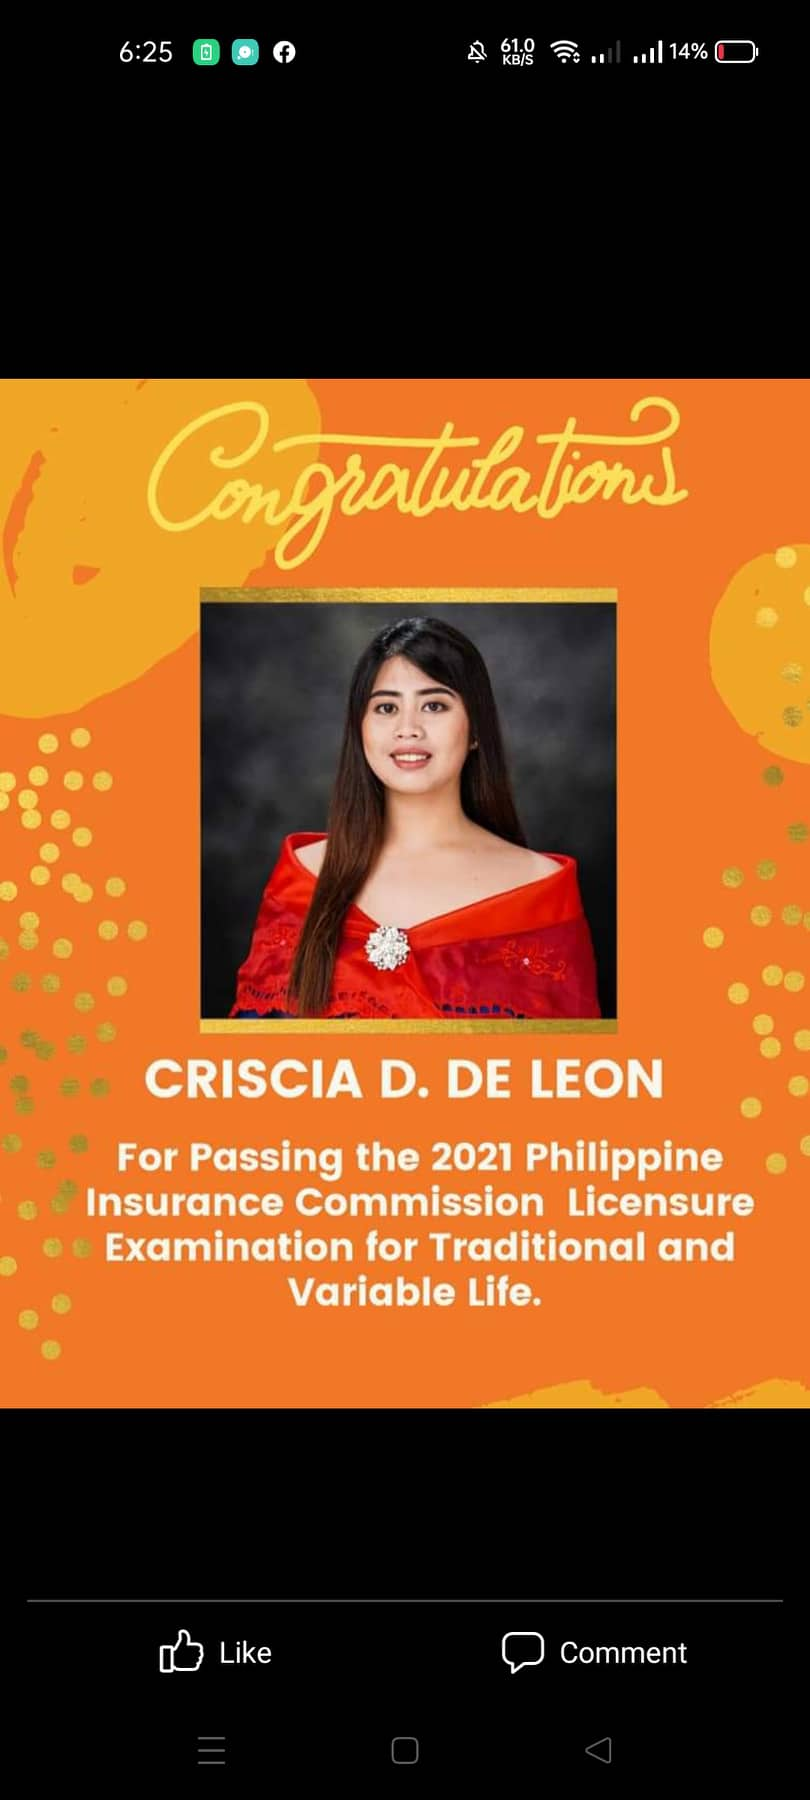 6:25 61.0 KB/S 14%
Congratulations
CRISCIA D. DE LEON
For Passing the 2021 Philippine
Insurance Commission Licensure
Examination for Traditional and
Variable Life.
Like Comment